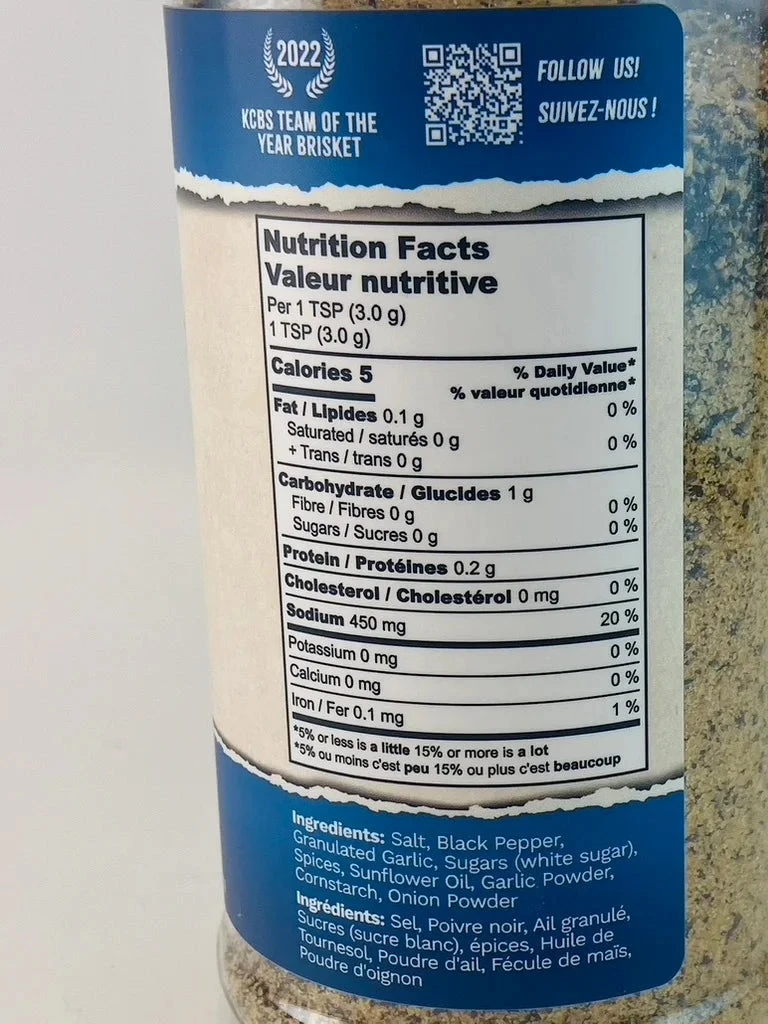 2022
KCBS TEAM OF THE
YEAR BRISKET
FOLLOW US!
SUIVEZ-NOUS !
Nutrition Facts
Valeur nutritive
Per 1 TSP (3.0 g)
1 TSP (3.0 g)
Calories 5
% Daily Value*
% valeur quotidienne*
Fat / Lipides 0.1 g 0 %
Saturated / saturés 0 g
+ Trans / trans 0 g 0 %
Carbohydrate / Glucides 1 g
Fibre / Fibres 0 g 0 %
Sugars / Sucres 0 g 0 %
Protein / Protéines 0.2 g
Cholesterol / Cholestérol 0 mg 0 %
Sodium 450 mg 20 %
Potassium 0 mg 0 %
Calcium 0 mg 0 %
Iron / Fer 0.1 mg 1 %
*5% or less is a little 15% or more is a lot
*5% ou moins c'est peu 15% ou plus c'est beaucoup
Ingredients: Salt, Black Pepper,
Granulated Garlic, Sugars (white sugar),
Spices, Sunflower Oil, Garlic Powder,
Cornstarch, Onion Powder
Ingrédients: Sel, Poivre noir, Ail granulé,
Sucres (sucre blanc), épices, Huile de
Tournesol, Poudre d'ail, Fécule de maïs,
Poudre d'oignon